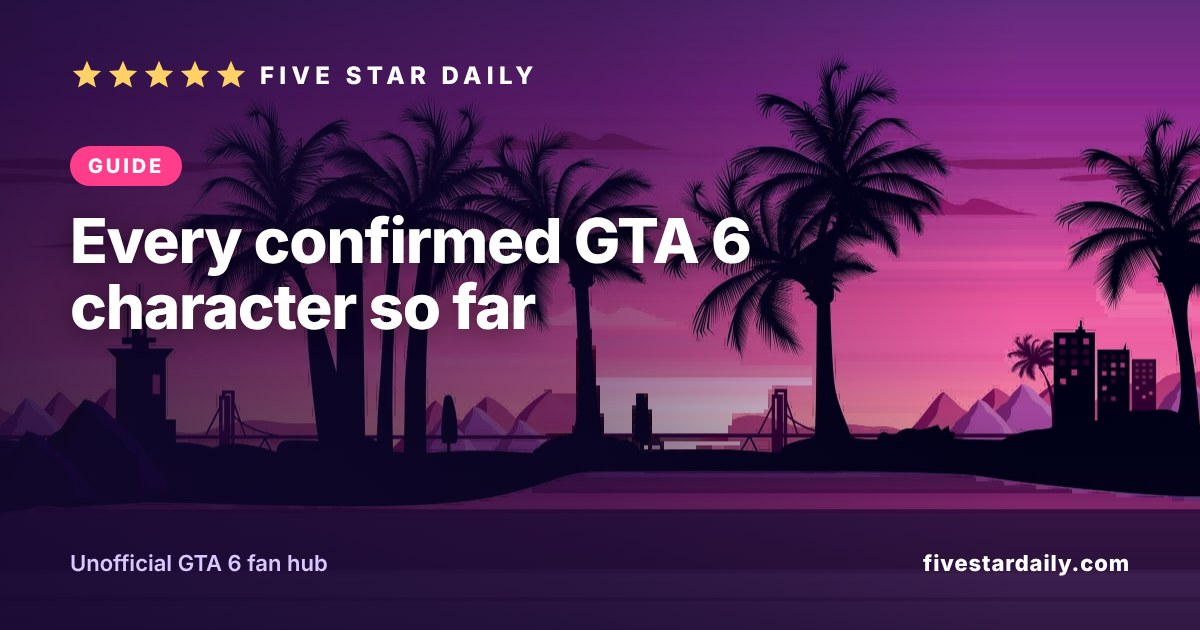 FIVE STAR DAILY
GUIDE
Every confirmed GTA 6
character so far
Unofficial GTA 6 fan hub
fivestardaily.com